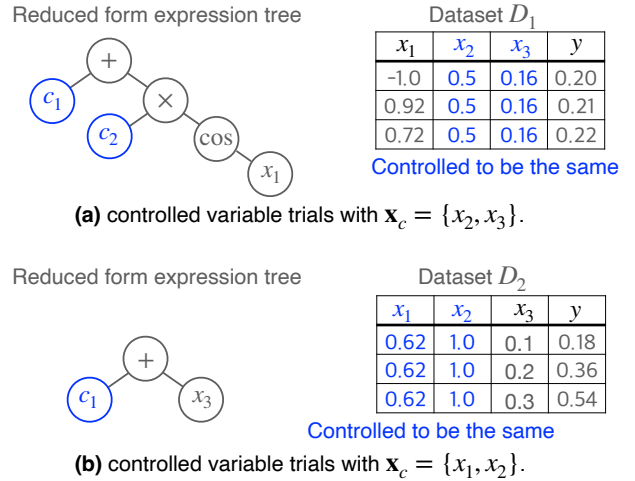 Reduced form expression tree
Dataset D₁
+
c₁
×
c₂
cos
x₁
x₁ x₂ x₃ y
-1.0 0.5 0.16 0.20
0.92 0.5 0.16 0.21
0.72 0.5 0.16 0.22
Controlled to be the same
(a) controlled variable trials with x_c = {x₂, x₃}.
Reduced form expression tree
Dataset D₂
+
c₁
x₃
x₁ x₂ x₃ y
0.62 1.0 0.1 0.18
0.62 1.0 0.2 0.36
0.62 1.0 0.3 0.54
Controlled to be the same
(b) controlled variable trials with x_c = {x₁, x₂}.